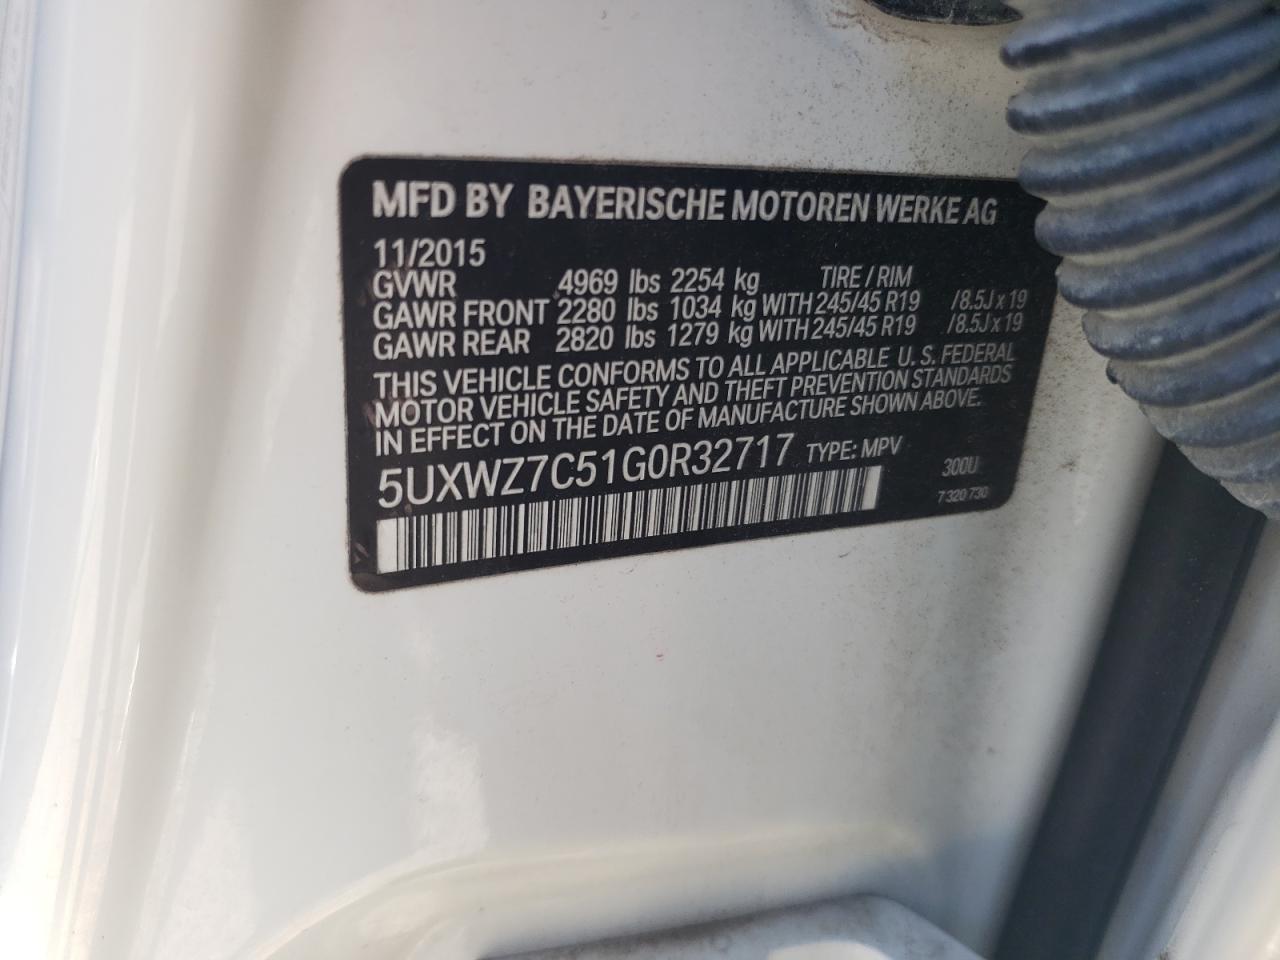 MFD BY BAYERISCHE MOTOREN WERKE AG
11/2015
GVWR 4969 lbs 2254 kg TIRE / RIM
GAWR FRONT 2280 lbs 1034 kg WITH 245/45 R19 /8.5J x 19
GAWR REAR 2820 lbs 1279 kg WITH 245/45 R19 /8.5J x 19
THIS VEHICLE CONFORMS TO ALL APPLICABLE U. S. FEDERAL
MOTOR VEHICLE SAFETY AND THEFT PREVENTION STANDARDS
IN EFFECT ON THE DATE OF MANUFACTURE SHOWN ABOVE.
5UXWZ7C51G0R32717 TYPE: MPV 300U
7 320 730